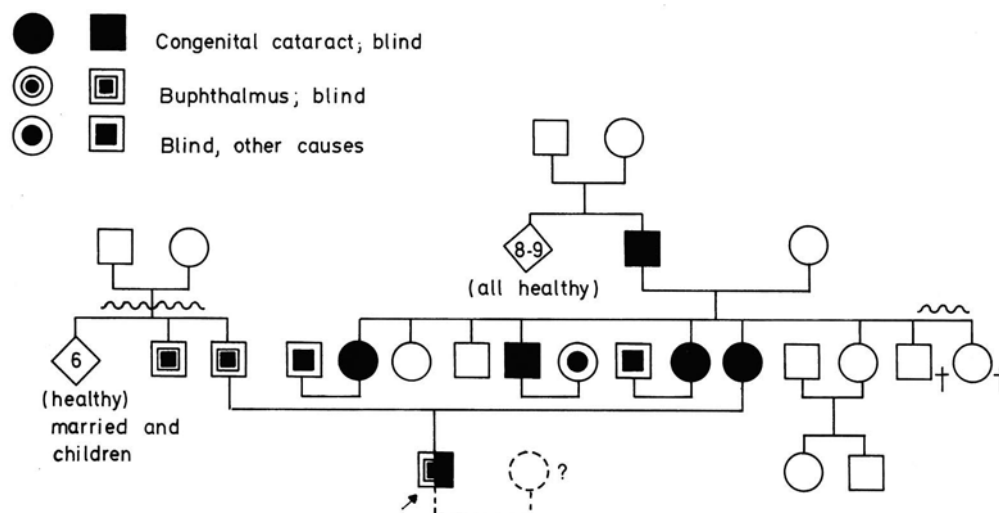 Congenital cataract; blind
Buphthalmus; blind
Blind, other causes
8-9
(all healthy)
6
(healthy)
married and
children
?